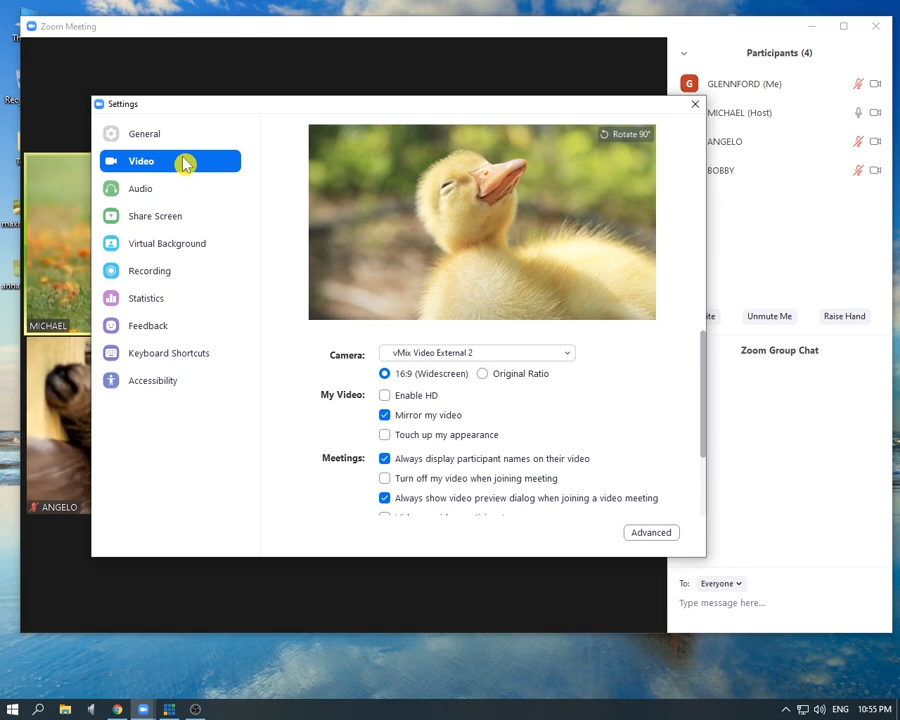 Zoom Meeting
Participants (4)
G
GLENNFORD (Me)
MICHAEL (Host)
ANGELO
BOBBY
Unmute Me
Raise Hand
Zoom Group Chat
To: Everyone
Type message here...
MICHAEL
ANGELO
Settings
General
Video
Audio
Share Screen
Virtual Background
Recording
Statistics
Feedback
Keyboard Shortcuts
Accessibility
Rotate 90°
Camera: vMix Video External 2
16:9 (Widescreen) Original Ratio
My Video: Enable HD
Mirror my video
Touch up my appearance
Meetings: Always display participant names on their video
Turn off my video when joining meeting
Always show video preview dialog when joining a video meeting
Advanced
ENG 10:55 PM